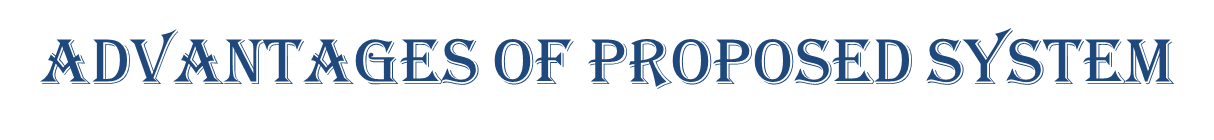 ADVANTAGES OF PROPOSED SYSTEM